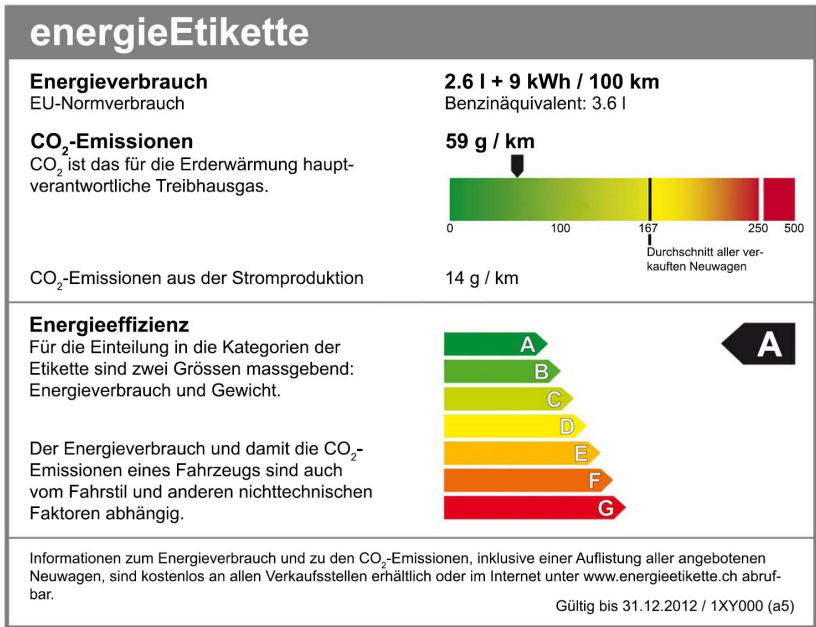 energieEtikette
Energieverbrauch
EU-Normverbrauch
2.6 l + 9 kWh / 100 km
Benzinäquivalent: 3.6 l
CO₂-Emissionen
CO₂ ist das für die Erderwärmung haupt-
verantwortliche Treibhausgas.
59 g / km
0 100 167 250 500
Durchschnitt aller ver-
kauften Neuwagen
CO₂-Emissionen aus der Stromproduktion
14 g / km
Energieeffizienz
Für die Einteilung in die Kategorien der
Etikette sind zwei Grössen massgebend:
Energieverbrauch und Gewicht.
Der Energieverbrauch und damit die CO₂-
Emissionen eines Fahrzeugs sind auch
vom Fahrstil und anderen nichttechnischen
Faktoren abhängig.
A
B
C
D
E
F
G
A
Informationen zum Energieverbrauch und zu den CO₂-Emissionen, inklusive einer Auflistung aller angebotenen
Neuwagen, sind kostenlos an allen Verkaufsstellen erhältlich oder im Internet unter www.energieetikette.ch abruf-
bar.
Gültig bis 31.12.2012 / 1XY000 (a5)